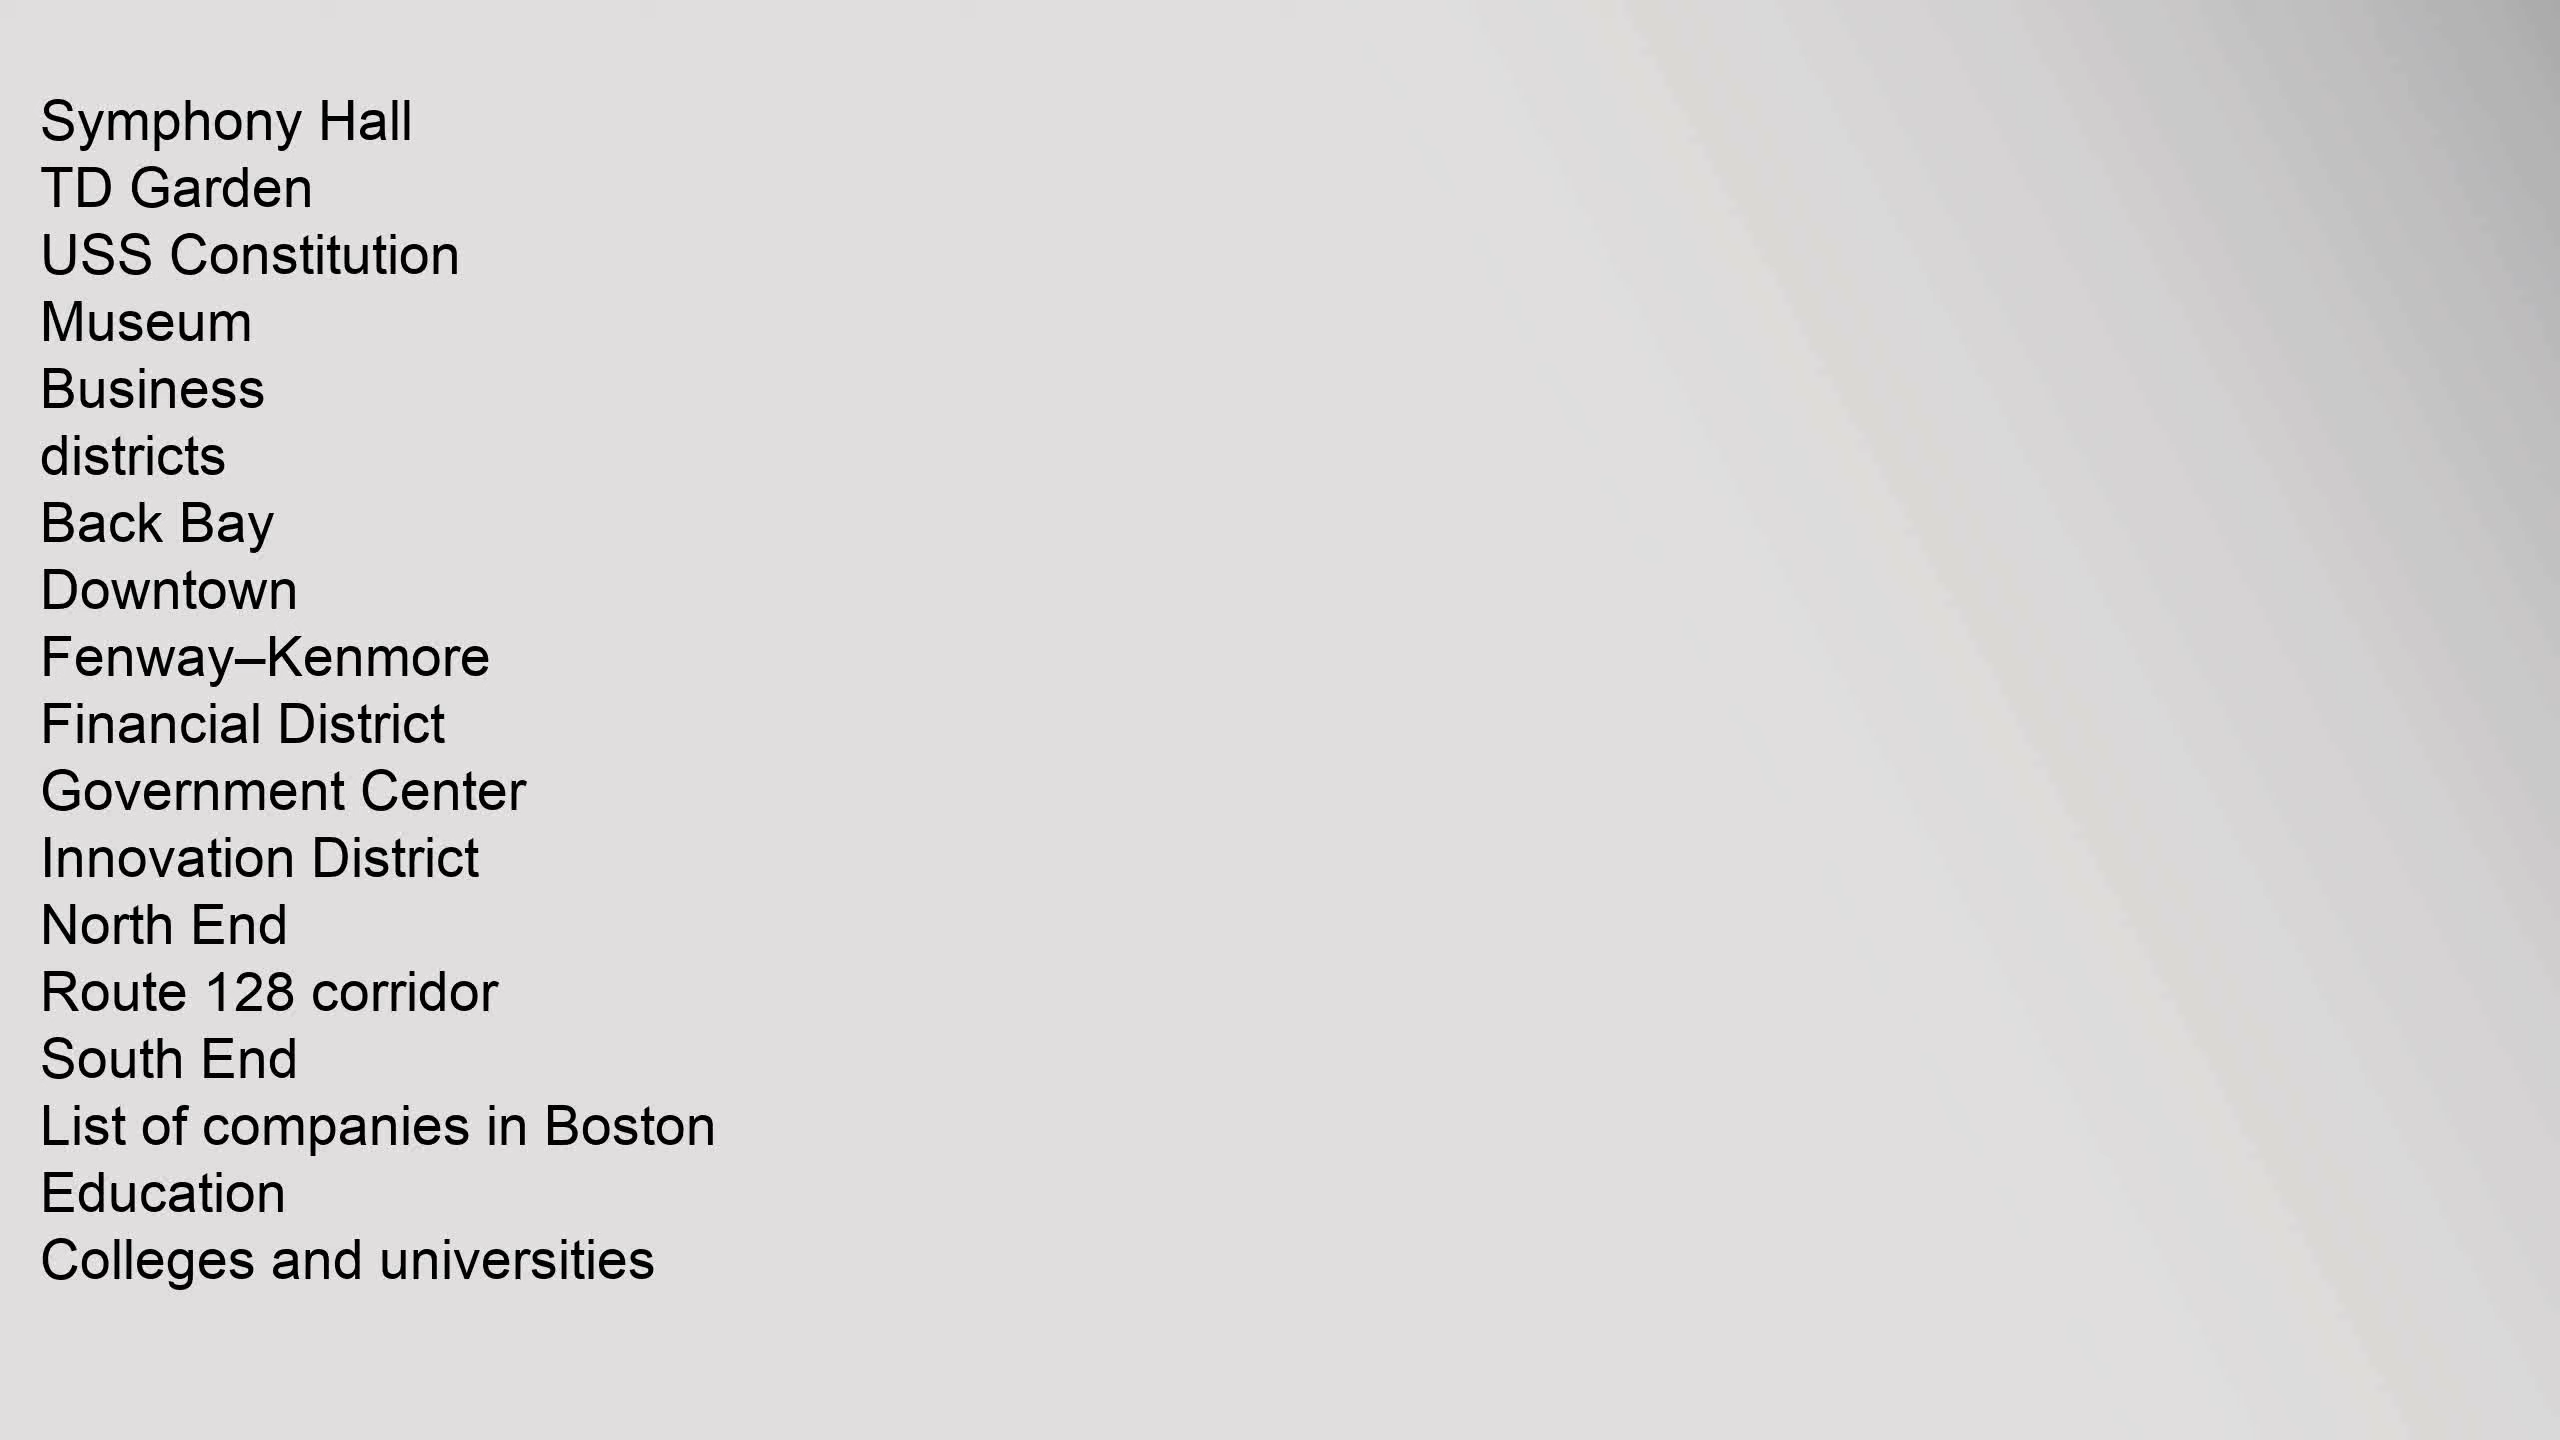 Symphony Hall
TD Garden
USS Constitution
Museum
Business
districts
Back Bay
Downtown
Fenway–Kenmore
Financial District
Government Center
Innovation District
North End
Route 128 corridor
South End
List of companies in Boston
Education
Colleges and universities